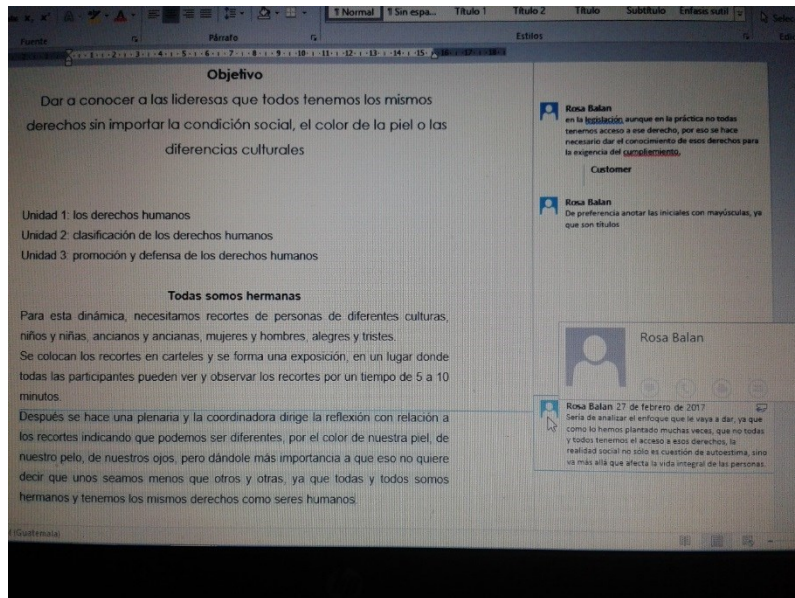 1 Normal
1 Sin espa...
Título 1
Título 2
Título
Subtítulo
Énfasis sutil
Selec
Fuente
Párrafo
Estilos
Objetivo
Dar a conocer a las lideresas que todos tenemos los mismos
derechos sin importar la condición social, el color de la piel o las
diferencias culturales
Unidad 1: los derechos humanos
Unidad 2: clasificación de los derechos humanos
Unidad 3: promoción y defensa de los derechos humanos
Todas somos hermanas
Para esta dinámica, necesitamos recortes de personas de diferentes culturas,
niños y niñas, ancianos y ancianas, mujeres y hombres, alegres y tristes.
Se colocan los recortes en carteles y se forma una exposición, en un lugar donde
todas las participantes pueden ver y observar los recortes por un tiempo de 5 a 10
minutos.
Después se hace una plenaria y la coordinadora dirige la reflexión con relación a
los recortes indicando que podemos ser diferentes, por el color de nuestra piel, de
nuestro pelo, de nuestros ojos, pero dándole más importancia a que eso no quiere
decir que unos seamos menos que otros y otras, ya que todas y todos somos
hermanos y tenemos los mismos derechos como seres humanos.
Rosa Balan
en la legislación aunque en la práctica no todas
tenemos acceso a ese derecho, por eso se hace
necesario dar el conocimiento de esos derechos para
la exigencia del cumpliemiento.
Customer
Rosa Balan
De preferencia anotar las iniciales con mayúsculas, ya
que son títulos
Rosa Balan
Rosa Balan 27 de febrero de 2017
Sería de analizar el enfoque que le vaya a dar, ya que
como lo hemos plantado muchas veces, que no todas
y todos tenemos el acceso a esos derechos, la
realidad social no sólo es cuestión de autoestima, sino
va más allá que afecta la vida integral de las personas.
(Guatemala)